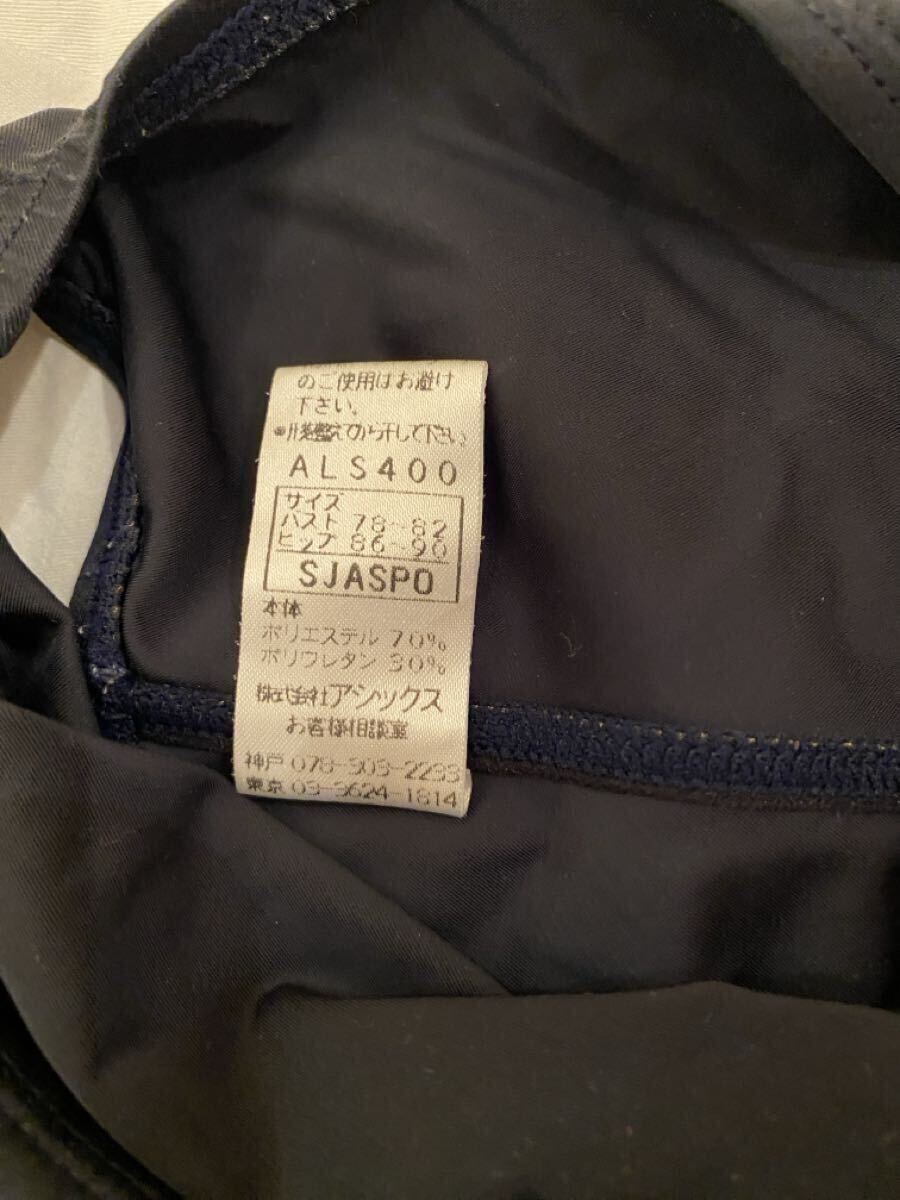 のご使用はお避け
下さい。
●形を整えてから干して下さい
ALS400
サイズ
バスト 78~82
ヒップ 86~90
SJASPO
本体
ポリエステル 70%
ポリウレタン 30%
株式会社アシックス
お客様相談室
神戸 078-303-2233
東京 03-3624-1814